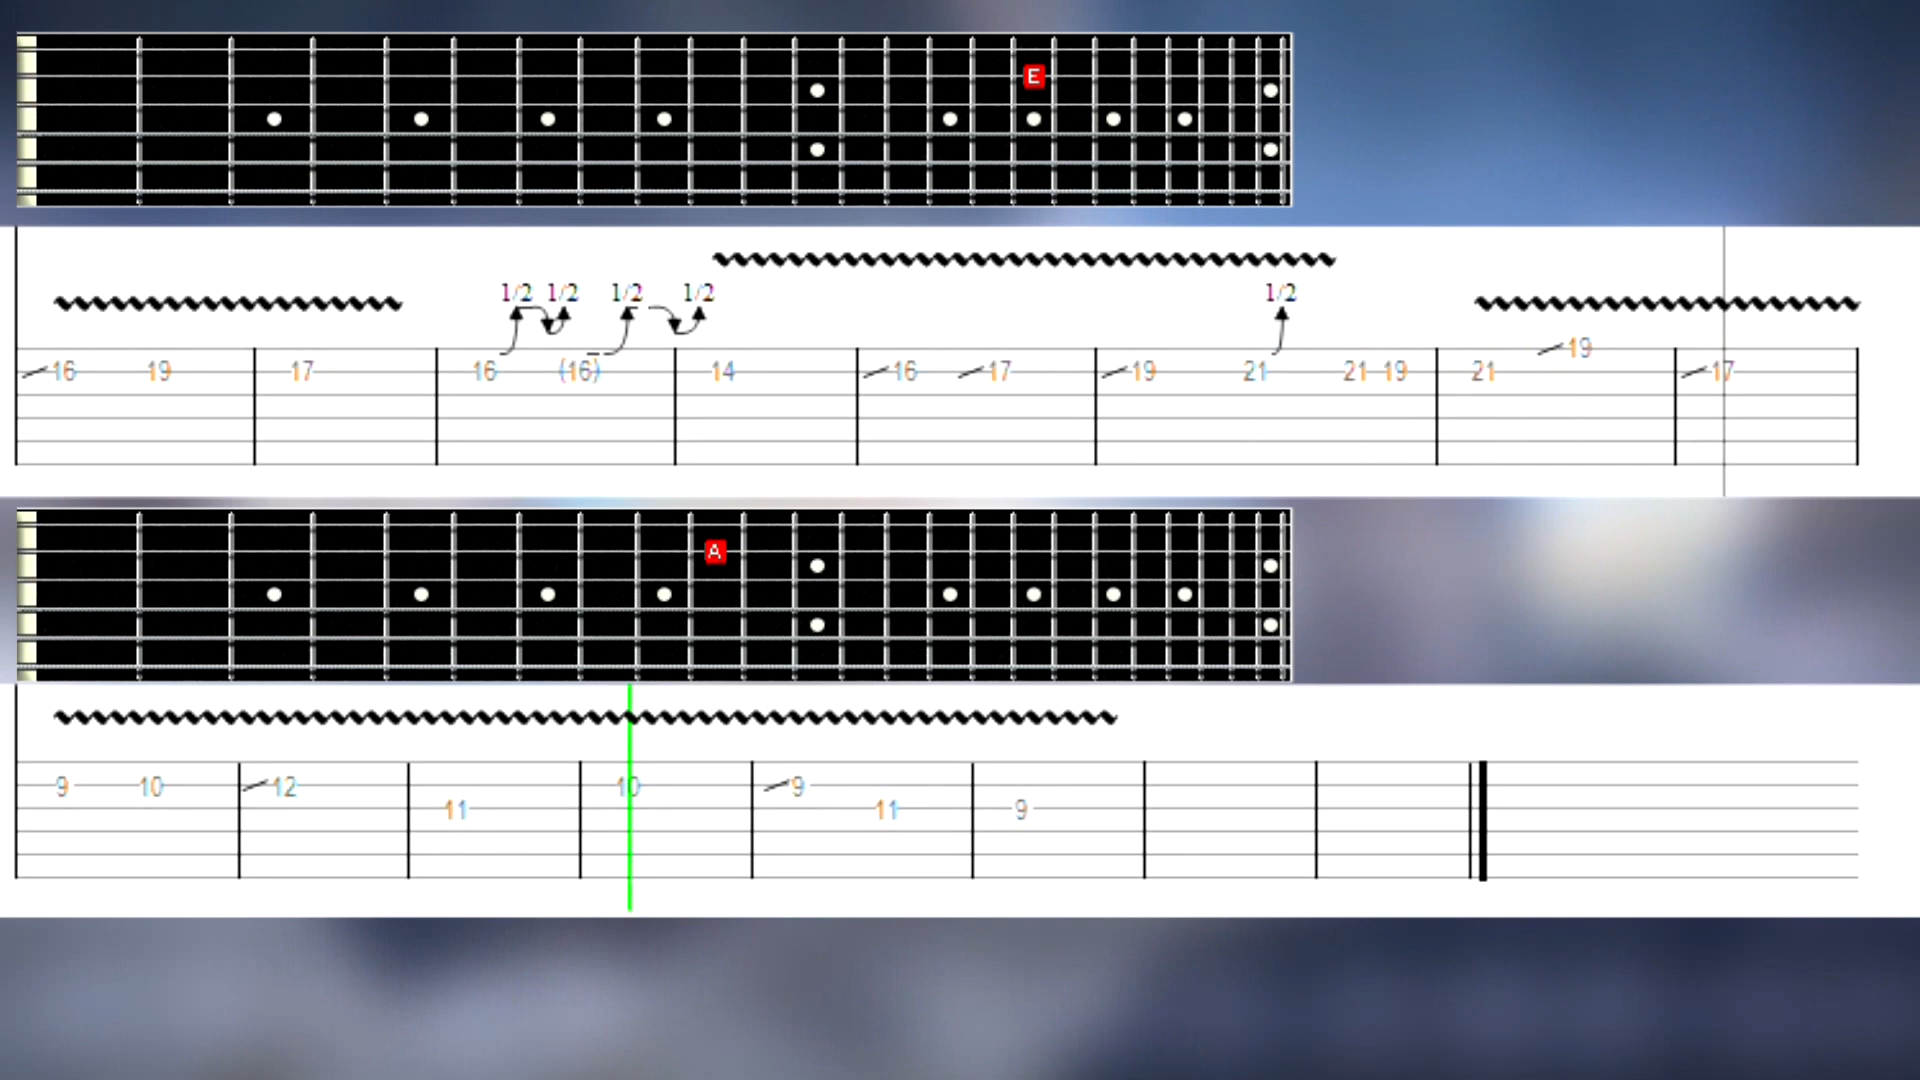 E
1/2 1/2 1/2 1/2 1/2
19
16 19 17 16 (16) 14 16 17 19 21 21 19 21 17
A
9 10 12 10 9
11 11 9